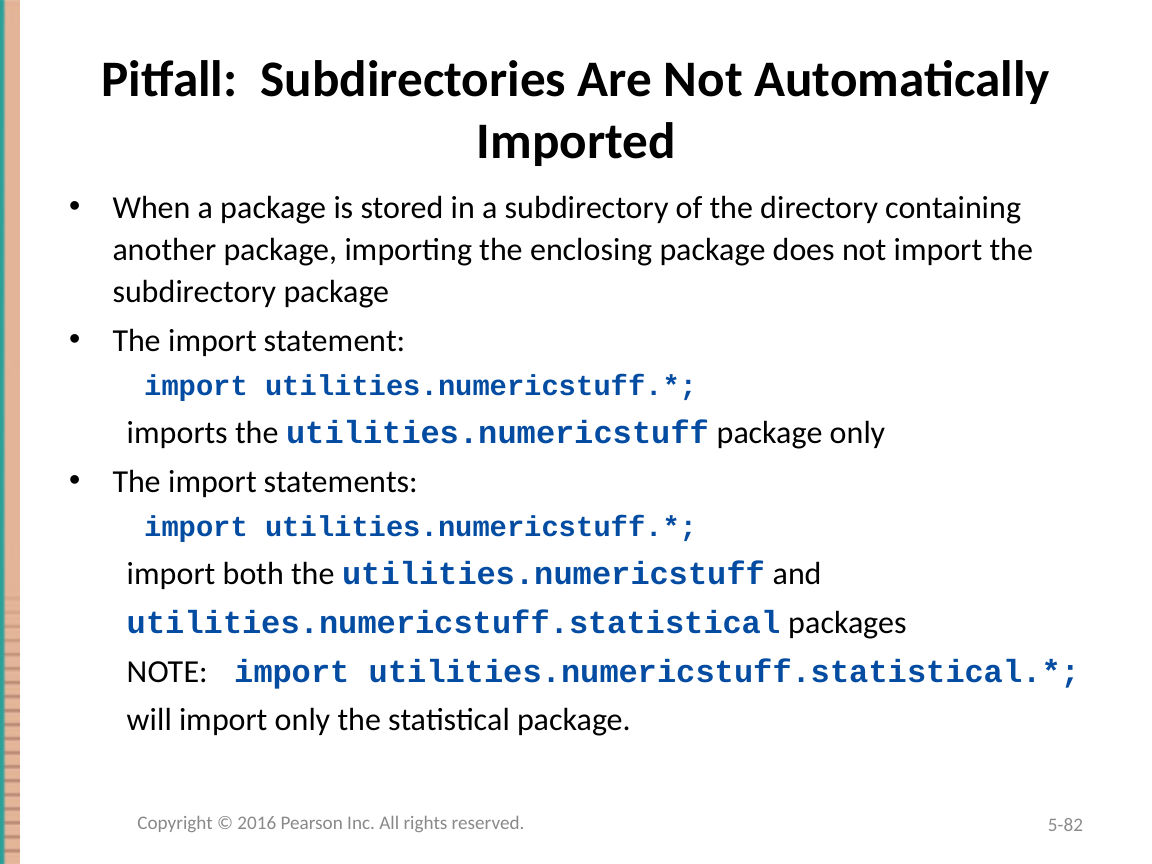 Pitfall:  Subdirectories Are Not Automatically
Imported
• When a package is stored in a subdirectory of the directory containing
another package, importing the enclosing package does not import the
subdirectory package
• The import statement:
import utilities.numericstuff.*;
imports the utilities.numericstuff package only
• The import statements:
import utilities.numericstuff.*;
import both the utilities.numericstuff and
utilities.numericstuff.statistical packages
NOTE:  import utilities.numericstuff.statistical.*;
will import only the statistical package.
Copyright © 2016 Pearson Inc. All rights reserved.
5-82